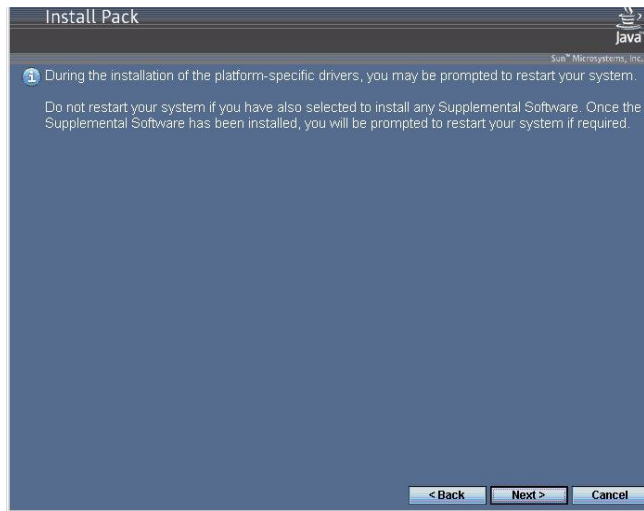 Install Pack
Java
Sun™ Microsystems, Inc.
During the installation of the platform-specific drivers, you may be prompted to restart your system.
Do not restart your system if you have also selected to install any Supplemental Software. Once the
Supplemental Software has been installed, you will be prompted to restart your system if required.
< Back
Next >
Cancel